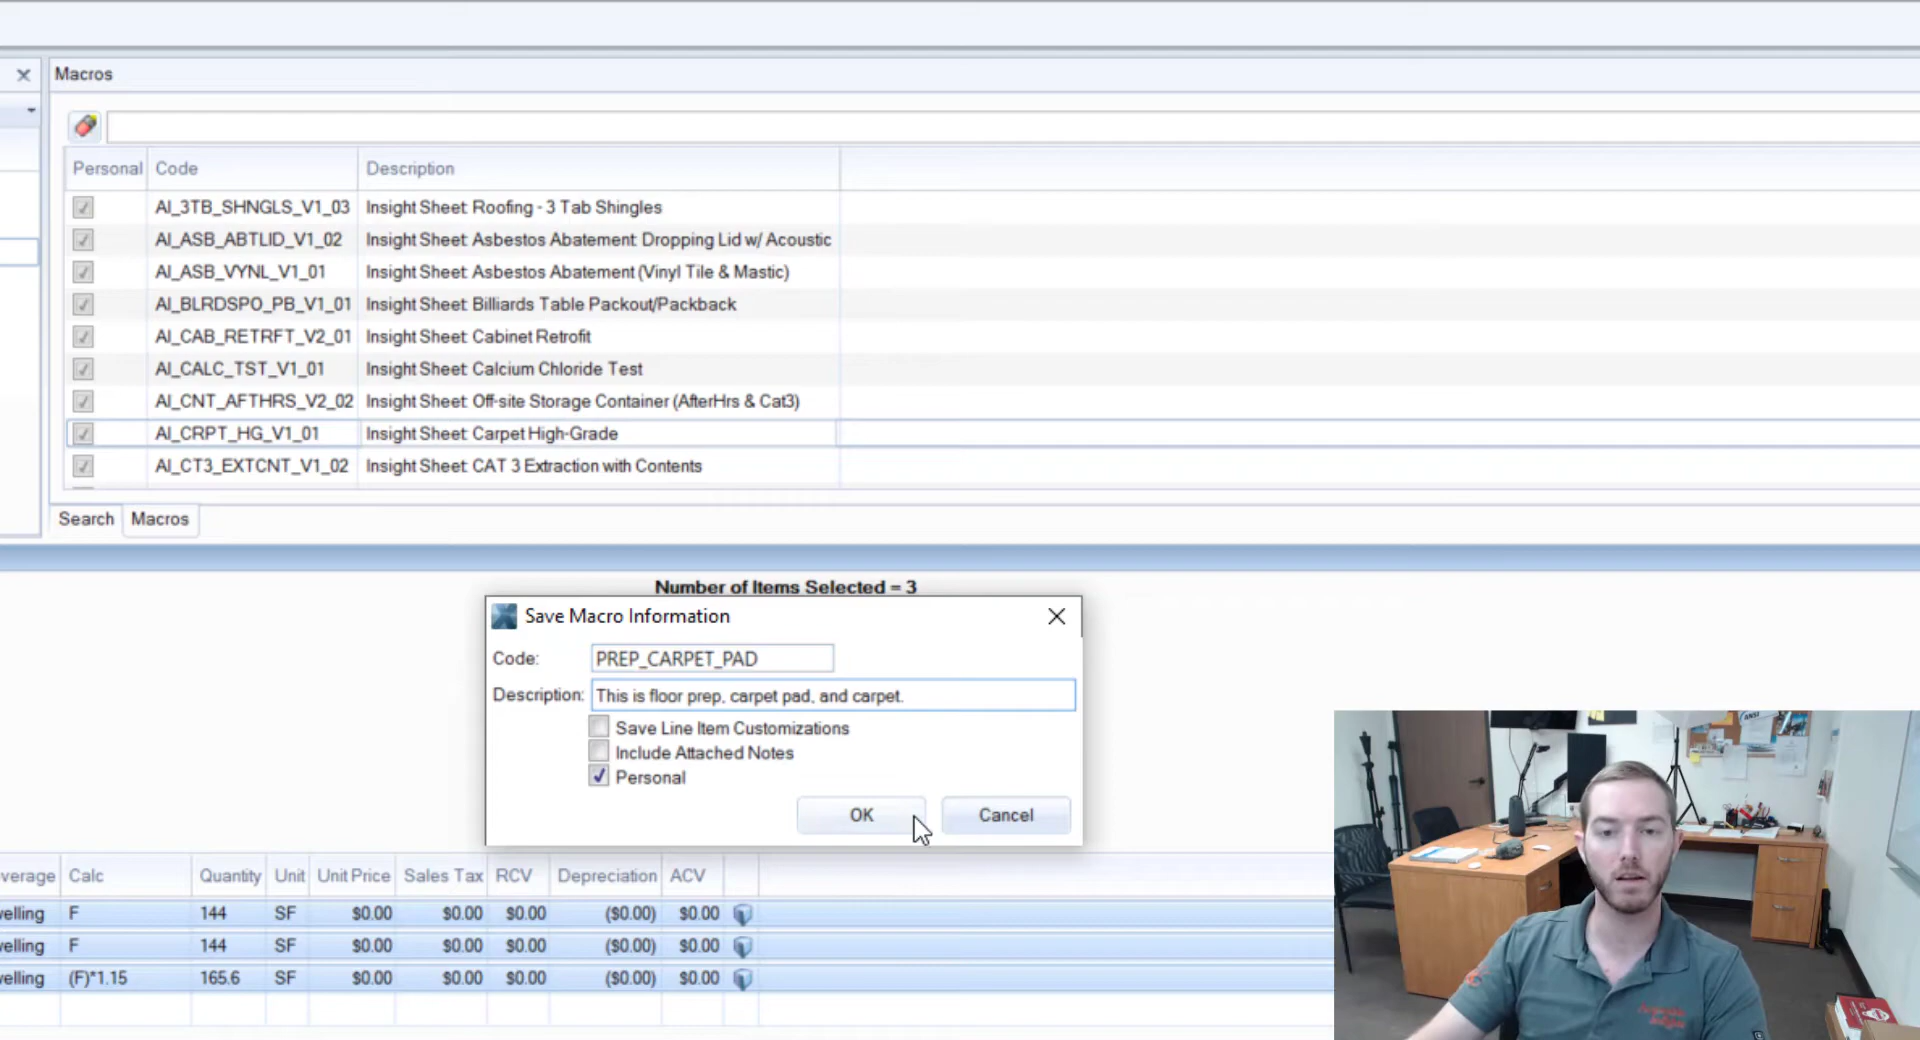 Macros
Personal Code Description
AI_3TB_SHNGLS_V1_03 Insight Sheet: Roofing - 3 Tab Shingles
AI_ASB_ABTLID_V1_02 Insight Sheet: Asbestos Abatement: Dropping Lid w/ Acoustic
AI_ASB_VYNL_V1_01 Insight Sheet: Asbestos Abatement (Vinyl Tile & Mastic)
AI_BLRDSPO_PB_V1_01 Insight Sheet: Billiards Table Packout/Packback
AI_CAB_RETRFT_V2_01 Insight Sheet: Cabinet Retrofit
AI_CALC_TST_V1_01 Insight Sheet: Calcium Chloride Test
AI_CNT_AFTHRS_V2_02 Insight Sheet: Off-site Storage Container (AfterHrs & Cat3)
AI_CRPT_HG_V1_01 Insight Sheet: Carpet High-Grade
AI_CT3_EXTCNT_V1_02 Insight Sheet: CAT 3 Extraction with Contents
Search Macros
Number of Items Selected = 3
Save Macro Information
Code: PREP_CARPET_PAD
Description: This is floor prep, carpet pad, and carpet.
Save Line Item Customizations
Include Attached Notes
Personal
OK Cancel
verage Calc Quantity Unit Unit Price Sales Tax RCV Depreciation ACV
velling F 144 SF $0.00 $0.00 $0.00 ($0.00) $0.00
velling F 144 SF $0.00 $0.00 $0.00 ($0.00) $0.00
velling (F)*1.15 165.6 SF $0.00 $0.00 $0.00 ($0.00) $0.00
ANSI